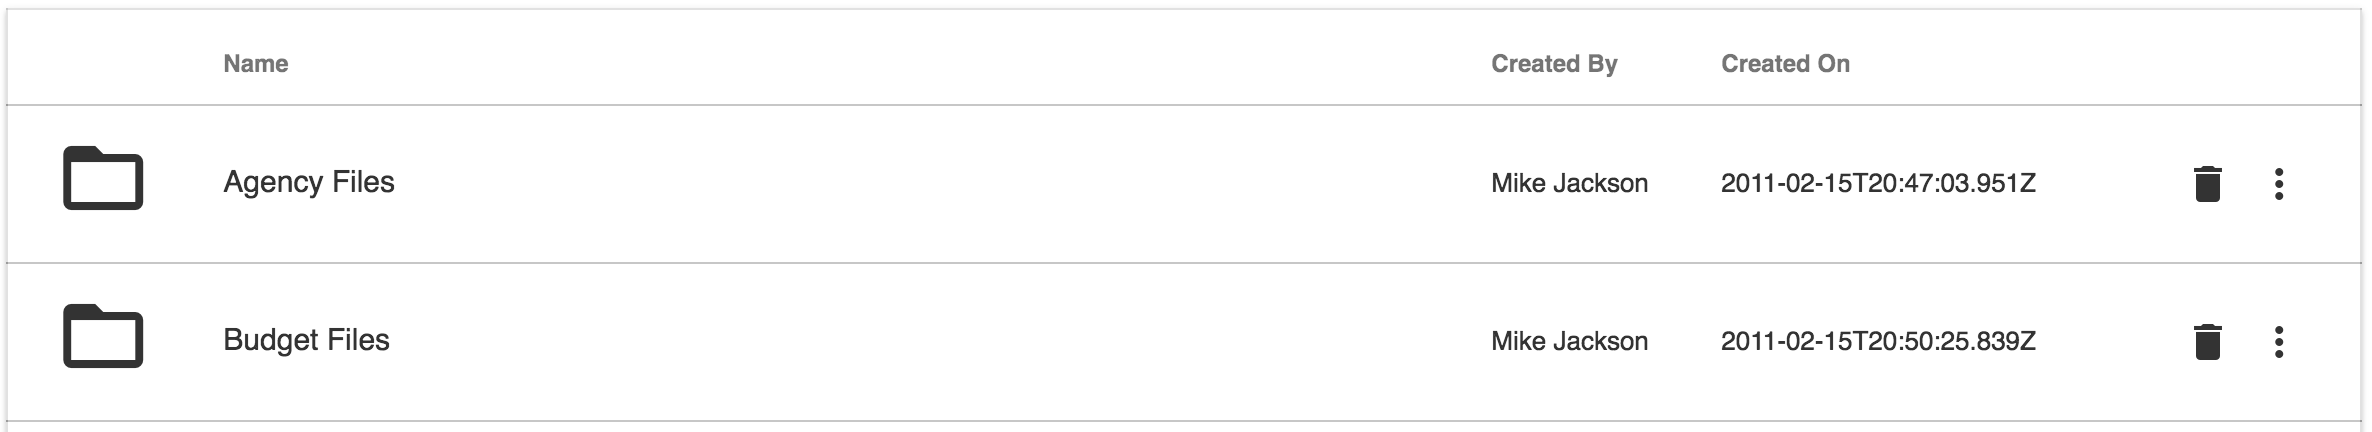 Name Created By Created On
Agency Files Mike Jackson 2011-02-15T20:47:03.951Z
Budget Files Mike Jackson 2011-02-15T20:50:25.839Z